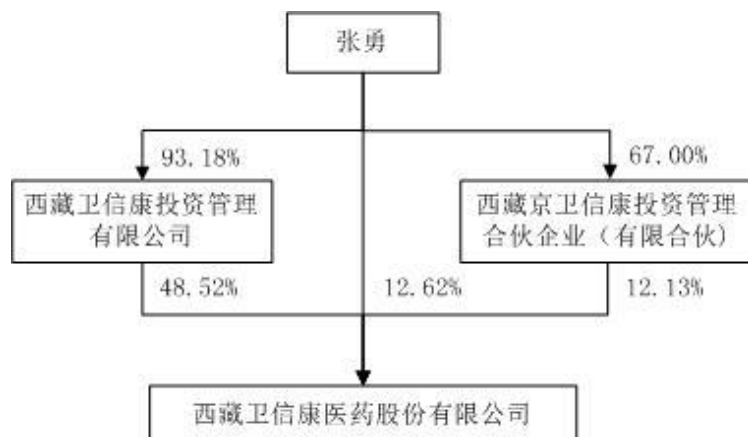 张勇
93.18%
67.00%
西藏卫信康投资管理
有限公司
西藏京卫信康投资管理
合伙企业（有限合伙)
48.52%
12.62%
12.13%
西藏卫信康医药股份有限公司